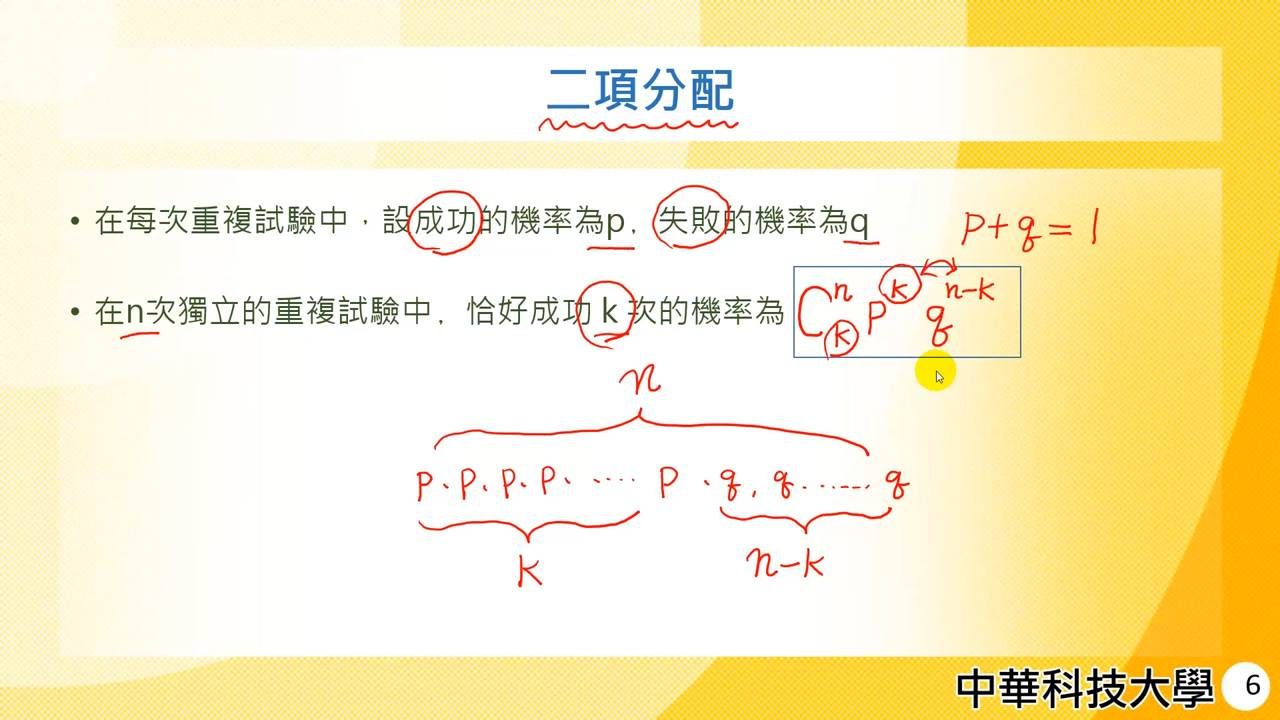 二項分配
• 在每次重複試驗中，設成功的機率為p，失敗的機率為q p+q=1
• 在n次獨立的重複試驗中，恰好成功 k 次的機率為 C^n_k p^k q^{n-k}
n
p.p.p.p.....p.q.q......q
k n-k
中華科技大學 6